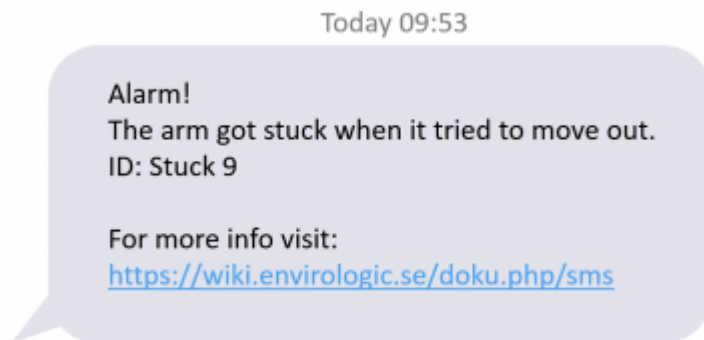 Today 09:53
Alarm!
The arm got stuck when it tried to move out.
ID: Stuck 9
For more info visit:
https://wiki.envirologic.se/doku.php/sms